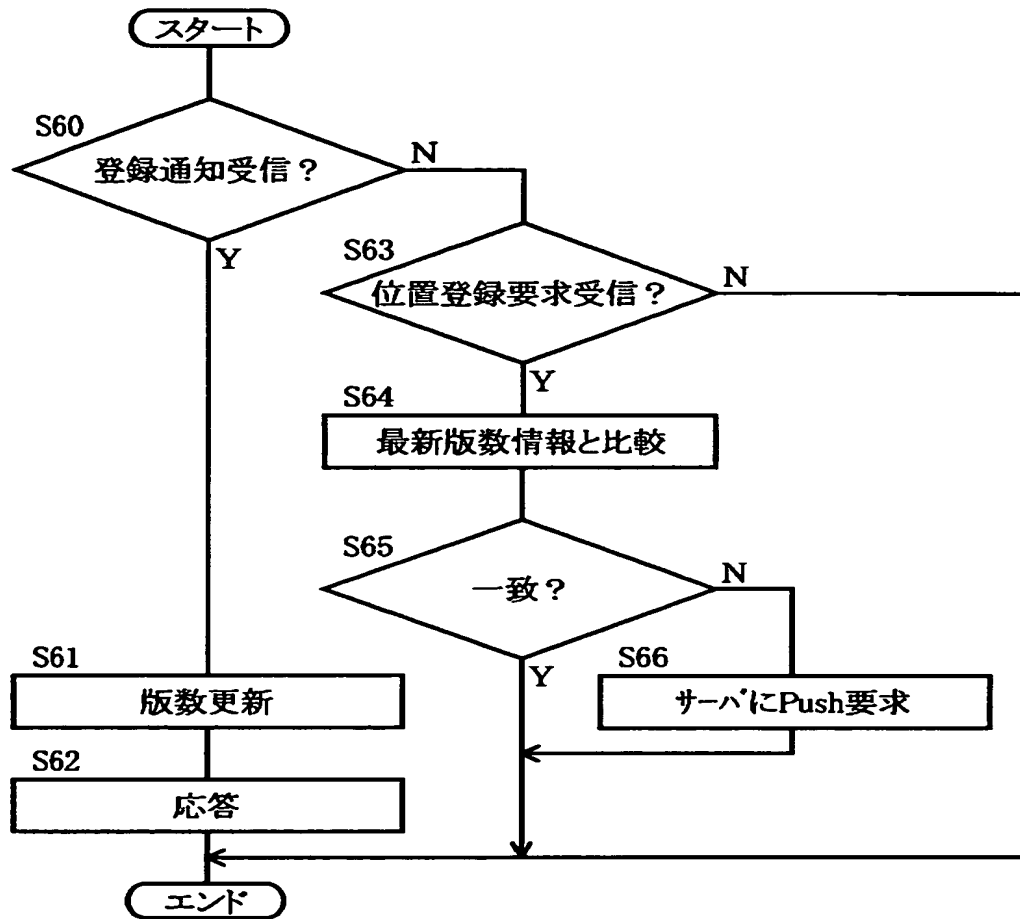 スタート
S60
登録通知受信？
N
Y
S63
位置登録要求受信？
N
Y
S64
最新版数情報と比較
S65
一致？
N
Y
S66
サーバにPush要求
S61
版数更新
S62
応答
エンド